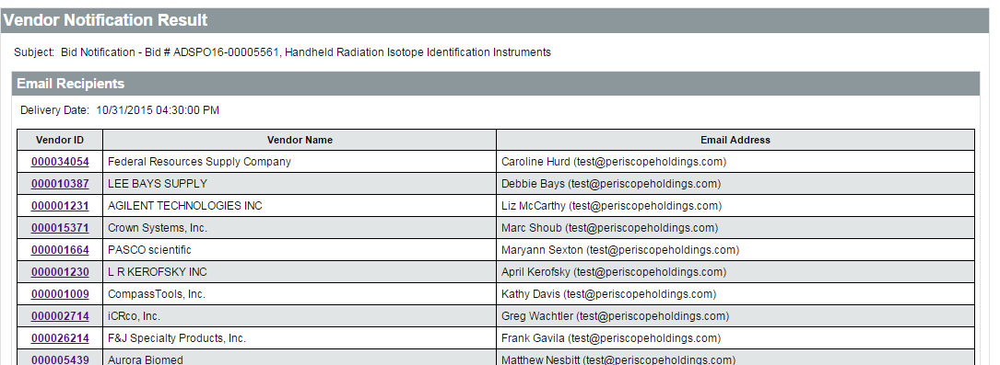 Vendor Notification Result
Subject: Bid Notification - Bid # ADSPO16-00005561, Handheld Radiation Isotope Identification Instruments
Email Recipients
Delivery Date: 10/31/2015 04:30:00 PM
Vendor ID Vendor Name Email Address
000034054 Federal Resources Supply Company Caroline Hurd (test@periscopeholdings.com)
000010387 LEE BAYS SUPPLY Debbie Bays (test@periscopeholdings.com)
000001231 AGILENT TECHNOLOGIES INC Liz McCarthy (test@periscopeholdings.com)
000015371 Crown Systems, Inc. Marc Shoub (test@periscopeholdings.com)
000001664 PASCO scientific Maryann Sexton (test@periscopeholdings.com)
000001230 L R KEROFSKY INC April Kerofsky (test@periscopeholdings.com)
000001009 CompassTools, Inc. Kathy Davis (test@periscopeholdings.com)
000002714 iCRco, Inc. Greg Wachtler (test@periscopeholdings.com)
000026214 F&J Specialty Products, Inc. Frank Gavila (test@periscopeholdings.com)
000005439 Aurora Biomed Matthew Nesbitt (test@periscopeholdings.com)